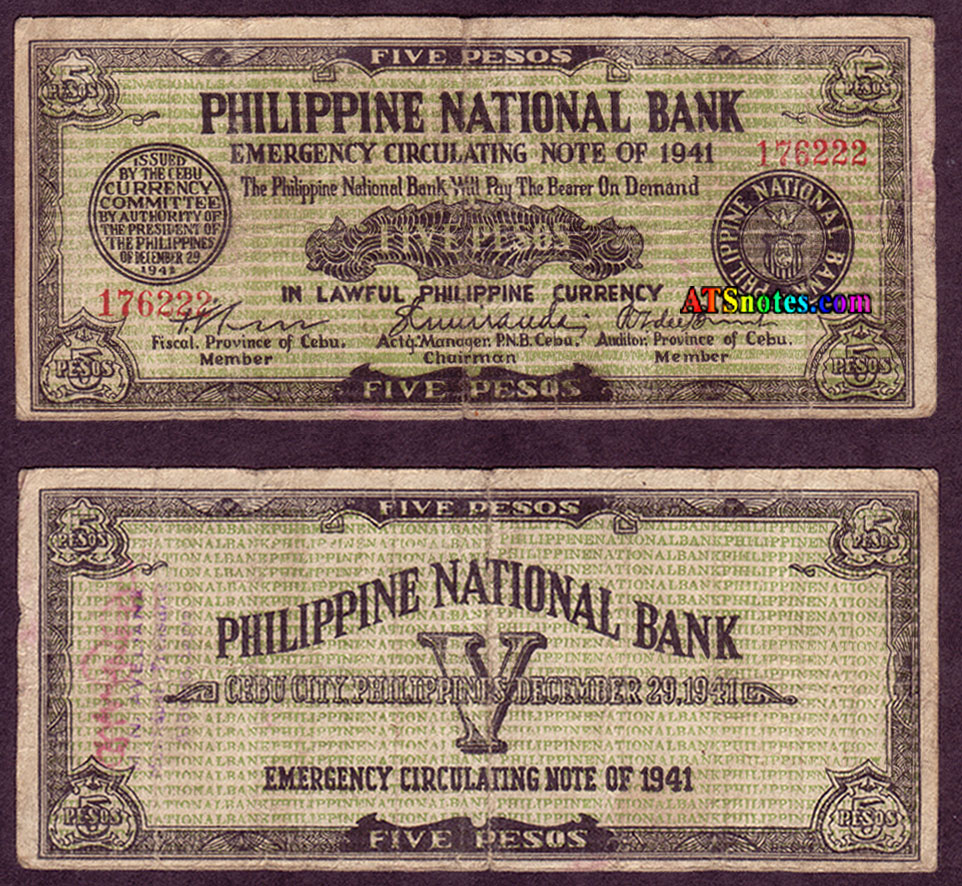 FIVE PESOS
5
PESOS
5
PESOS
PHILIPPINE NATIONAL BANK
EMERGENCY CIRCULATING NOTE OF 1941
176222
The Philippine National Bank Will Pay The Bearer On Demand
ISSUED
BY THE CEBU
CURRENCY
COMMITTEE
BY AUTHORITY OF
THE PRESIDENT OF
THE PHILIPPINES
OF DECEMBER 29
1941
FIVE PESOS
PHILIPPINE NATIONAL BANK
IN LAWFUL PHILIPPINE CURRENCY
ATSnotes.com
176222
Fiscal, Province of Cebu.
Member
Actg. Manager, P.N.B. Cebu.
Chairman
Auditor, Province of Cebu.
Member
5
PESOS
5
PESOS
FIVE PESOS
FIVE PESOS
5
PESOS
5
PESOS
PHILIPPINE NATIONAL BANK
V
CEBU CITY, PHILIPPINES, DECEMBER 29, 1941
EMERGENCY CIRCULATING NOTE OF 1941
5
PESOS
5
PESOS
FIVE PESOS